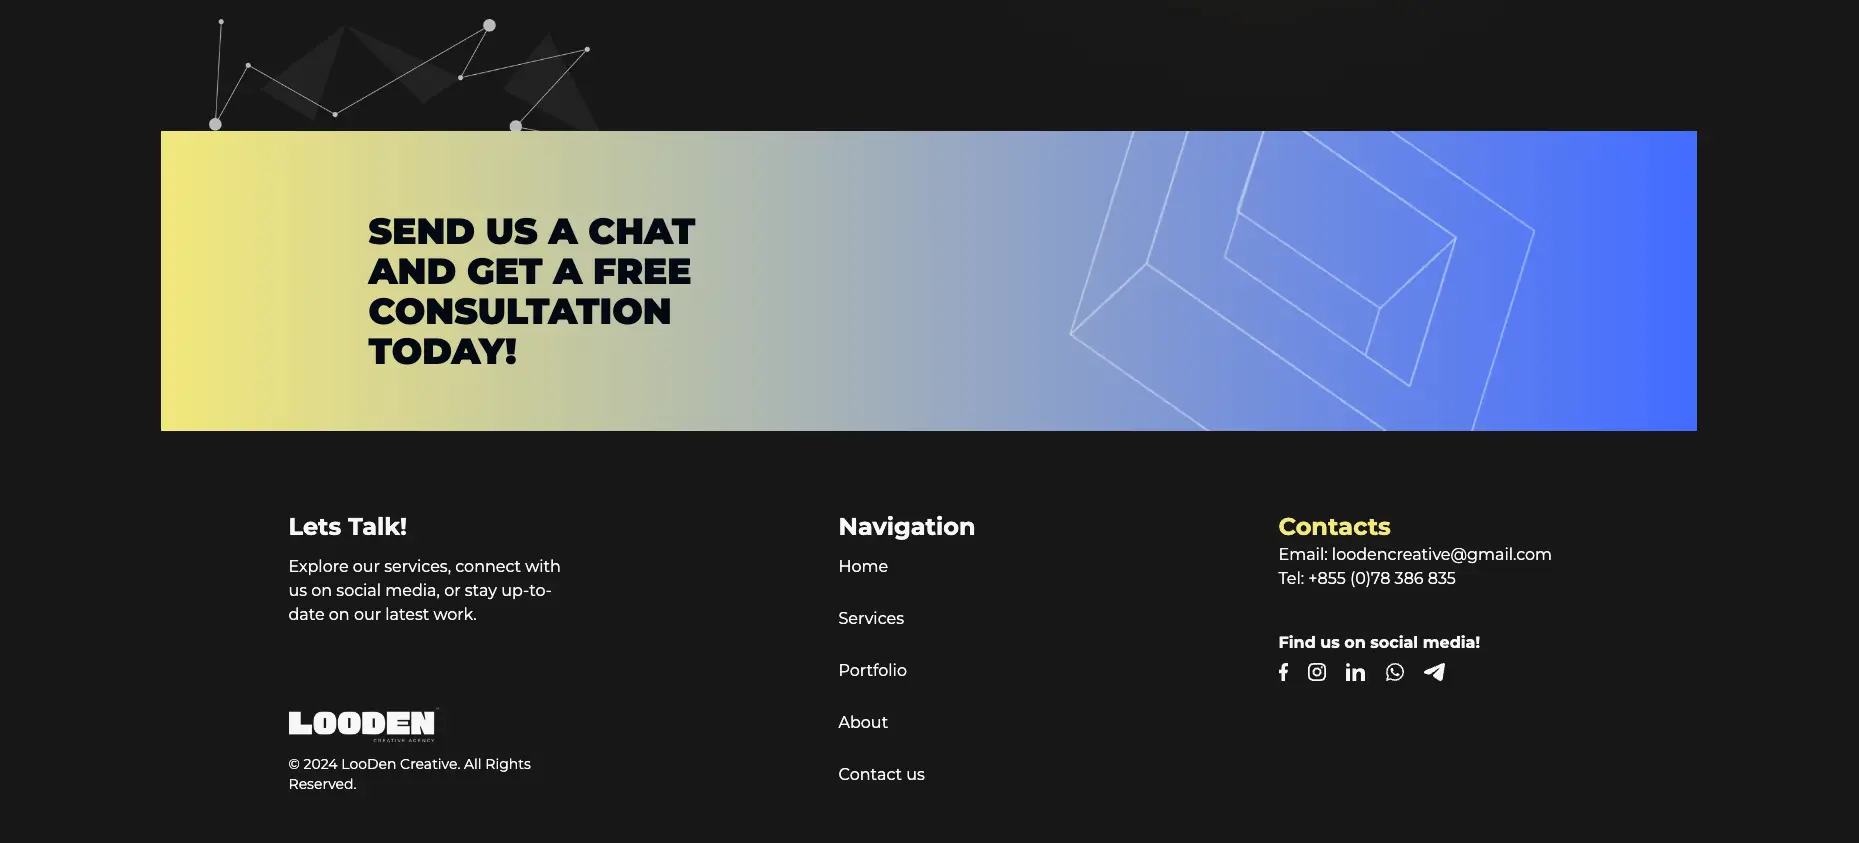 SEND US A CHAT
AND GET A FREE
CONSULTATION
TODAY!
Lets Talk!
Explore our services, connect with
us on social media, or stay up-to-
date on our latest work.
LOODEN
CREATIVE AGENCY
© 2024 LooDen Creative. All Rights
Reserved.
Navigation
Home
Services
Portfolio
About
Contact us
Contacts
Email: loodencreative@gmail.com
Tel: +855 (0)78 386 835
Find us on social media!